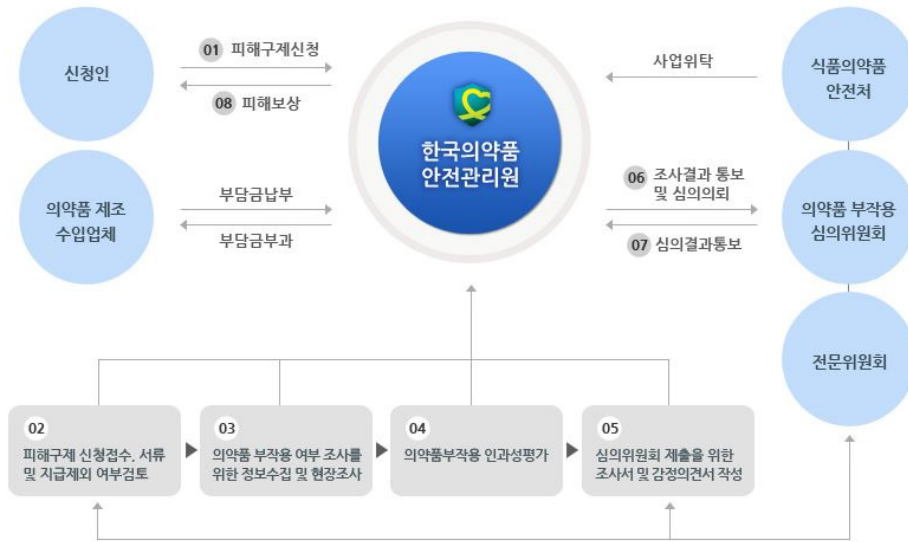 01 피해구제신청
신청인
08 피해보상
한국의약품
안전관리원
사업위탁
식품의약품
안전처
의약품 제조
수입업체
부담금납부
부담금부과
06 조사결과 통보
및 심의의뢰
07 심의결과통보
의약품 부작용
심의위원회
전문위원회
02
피해구제 신청접수, 서류
및 지급제외 여부검토
03
의약품 부작용 여부 조사를
위한 정보수집 및 현장조사
04
의약품부작용 인과성평가
05
심의위원회 제출을 위한
조사서 및 감정의견서 작성